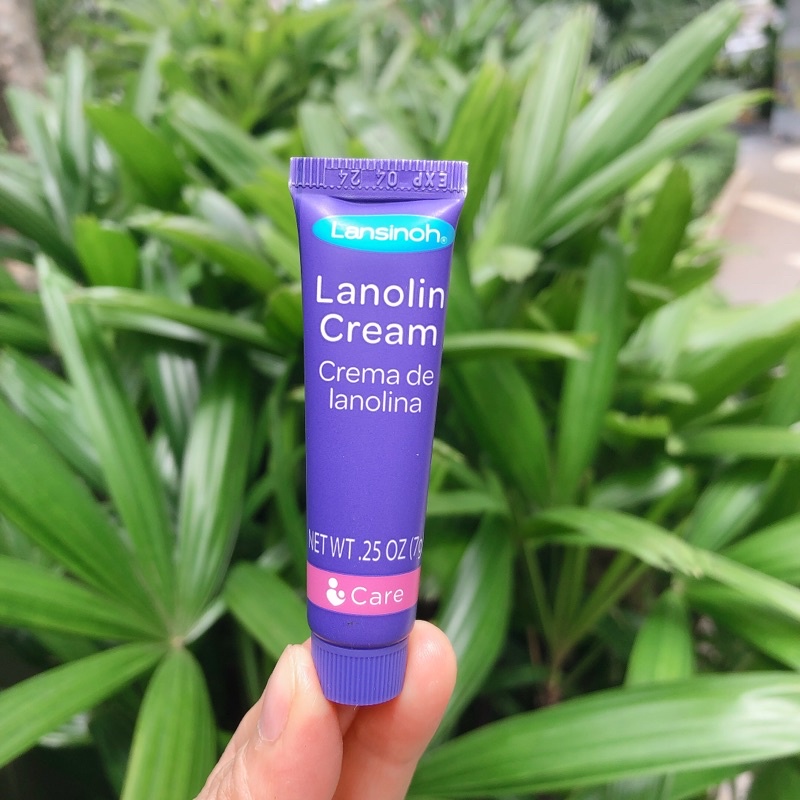 EXP 04 24
Lansinoh®
Lanolin
Cream
Crema de
lanolina
NET WT .25 OZ (7g
Care